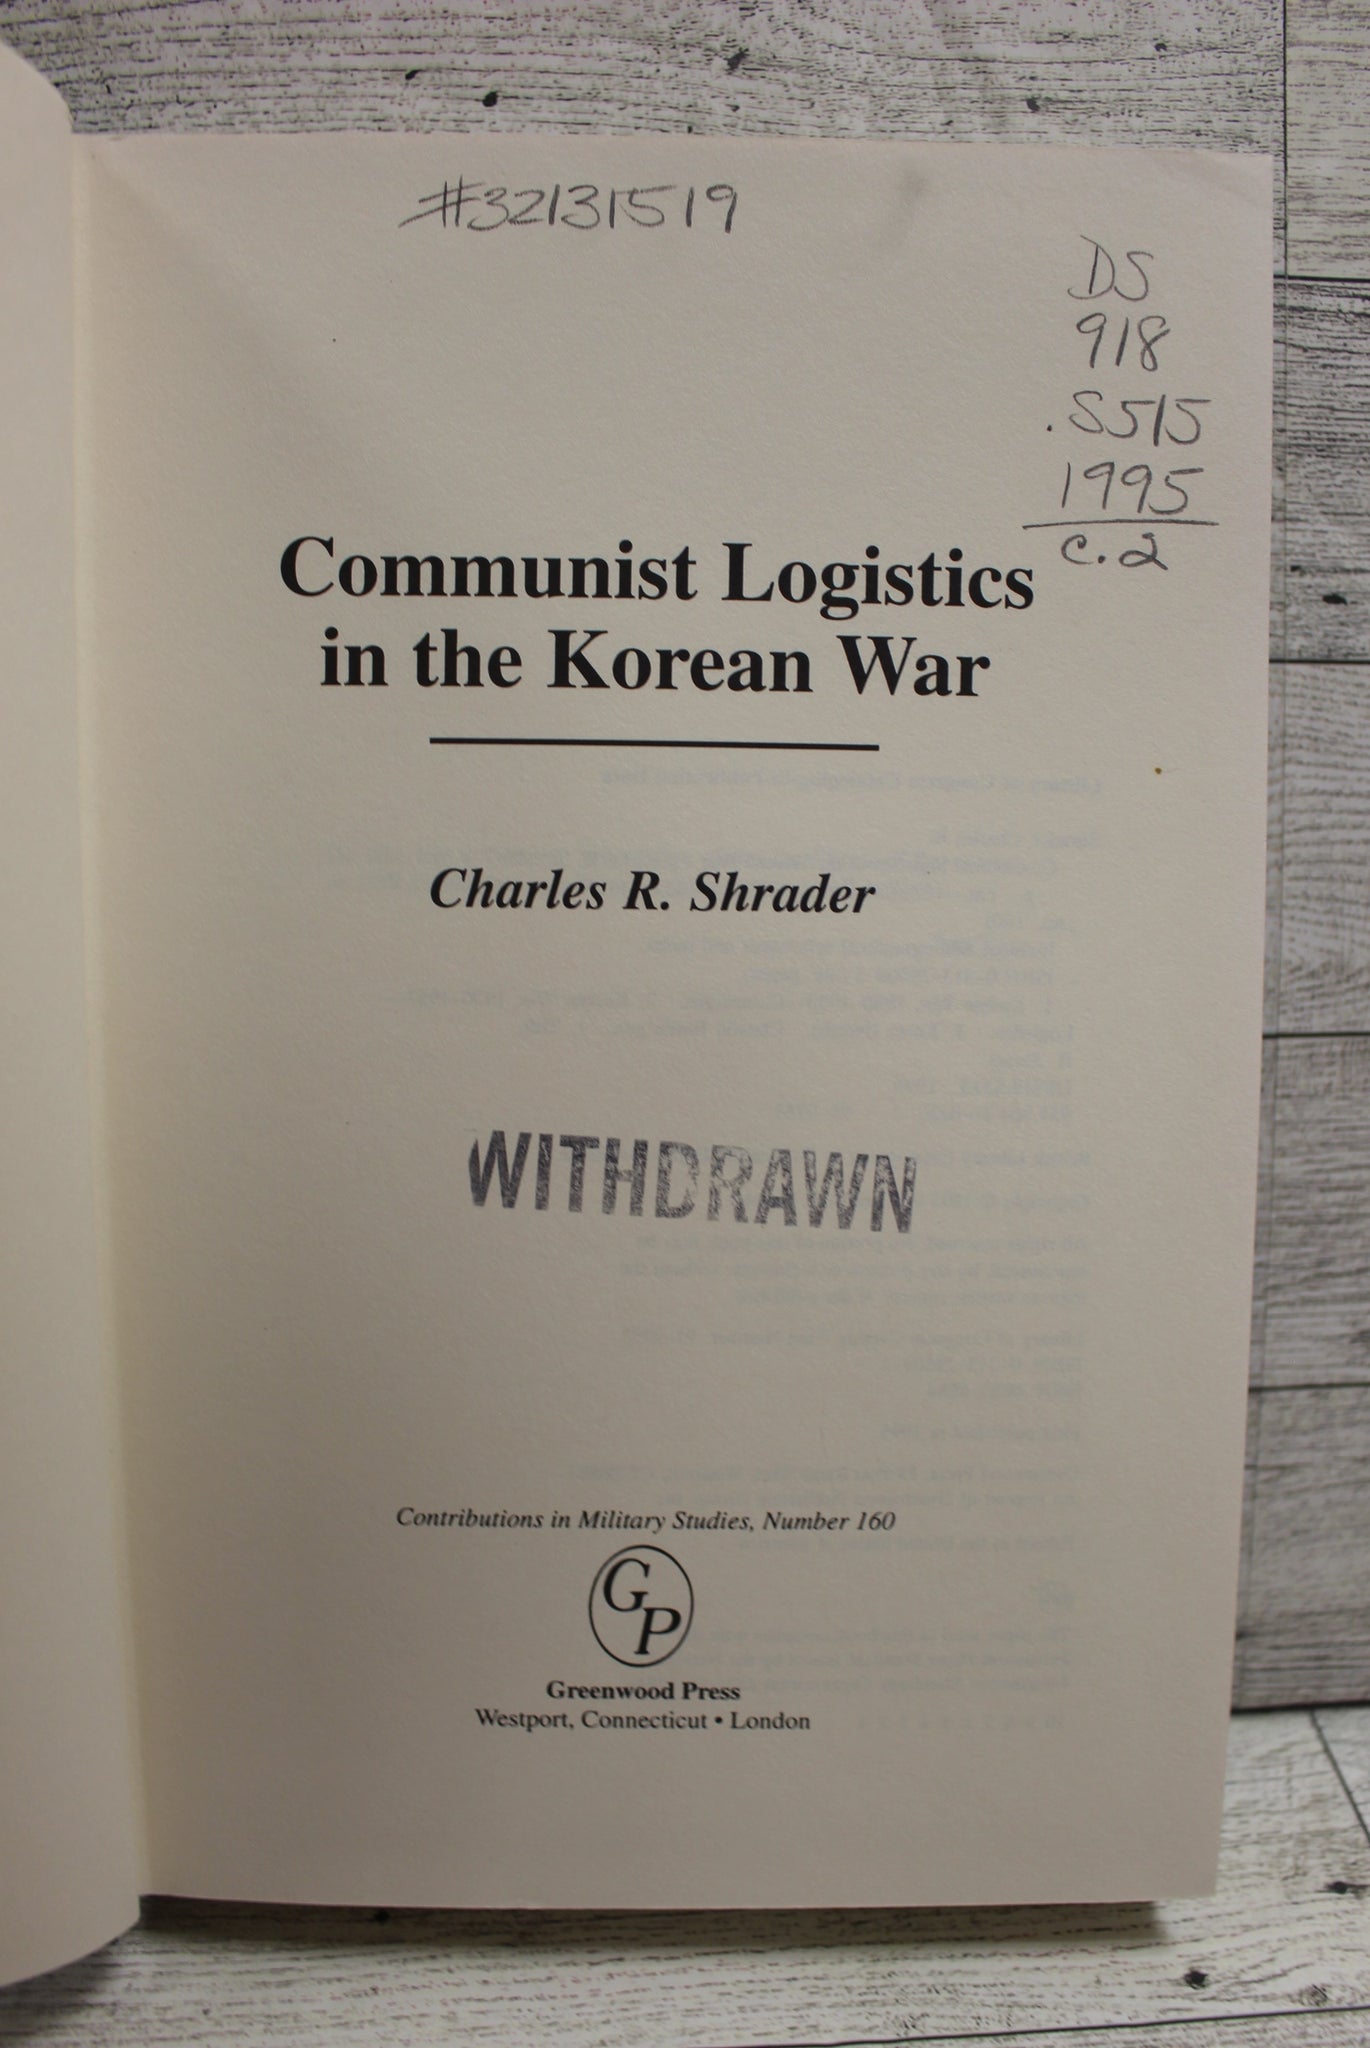 #32131519
DS
918
.S515
1995
c.2
Communist Logistics
in the Korean War
Charles R. Shrader
WITHDRAWN
Contributions in Military Studies, Number 160
GP
Greenwood Press
Westport, Connecticut • London